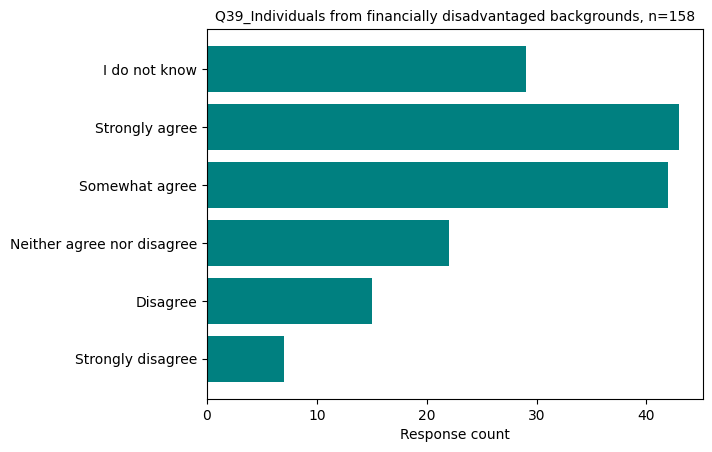 Q39_Individuals from financially disadvantaged backgrounds, n=158
I do not know
Strongly agree
Somewhat agree
Neither agree nor disagree
Disagree
Strongly disagree
0 10 20 30 40
Response count